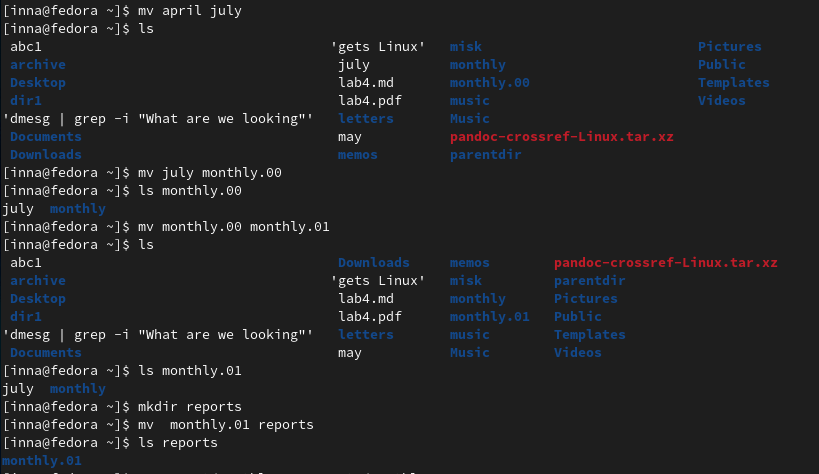 [inna@fedora ~]$ mv april july
[inna@fedora ~]$ ls
abc1 'gets Linux' misk Pictures
archive july monthly Public
Desktop lab4.md monthly.00 Templates
dir1 lab4.pdf music Videos
'dmesg | grep -i "What are we looking"' letters Music
Documents may pandoc-crossref-Linux.tar.xz
Downloads memos parentdir
[inna@fedora ~]$ mv july monthly.00
[inna@fedora ~]$ ls monthly.00
july monthly
[inna@fedora ~]$ mv monthly.00 monthly.01
[inna@fedora ~]$ ls
abc1 Downloads memos pandoc-crossref-Linux.tar.xz
archive 'gets Linux' misk parentdir
Desktop lab4.md monthly Pictures
dir1 lab4.pdf monthly.01 Public
'dmesg | grep -i "What are we looking"' letters music Templates
Documents may Music Videos
[inna@fedora ~]$ ls monthly.01
july monthly
[inna@fedora ~]$ mkdir reports
[inna@fedora ~]$ mv  monthly.01 reports
[inna@fedora ~]$ ls reports
monthly.01